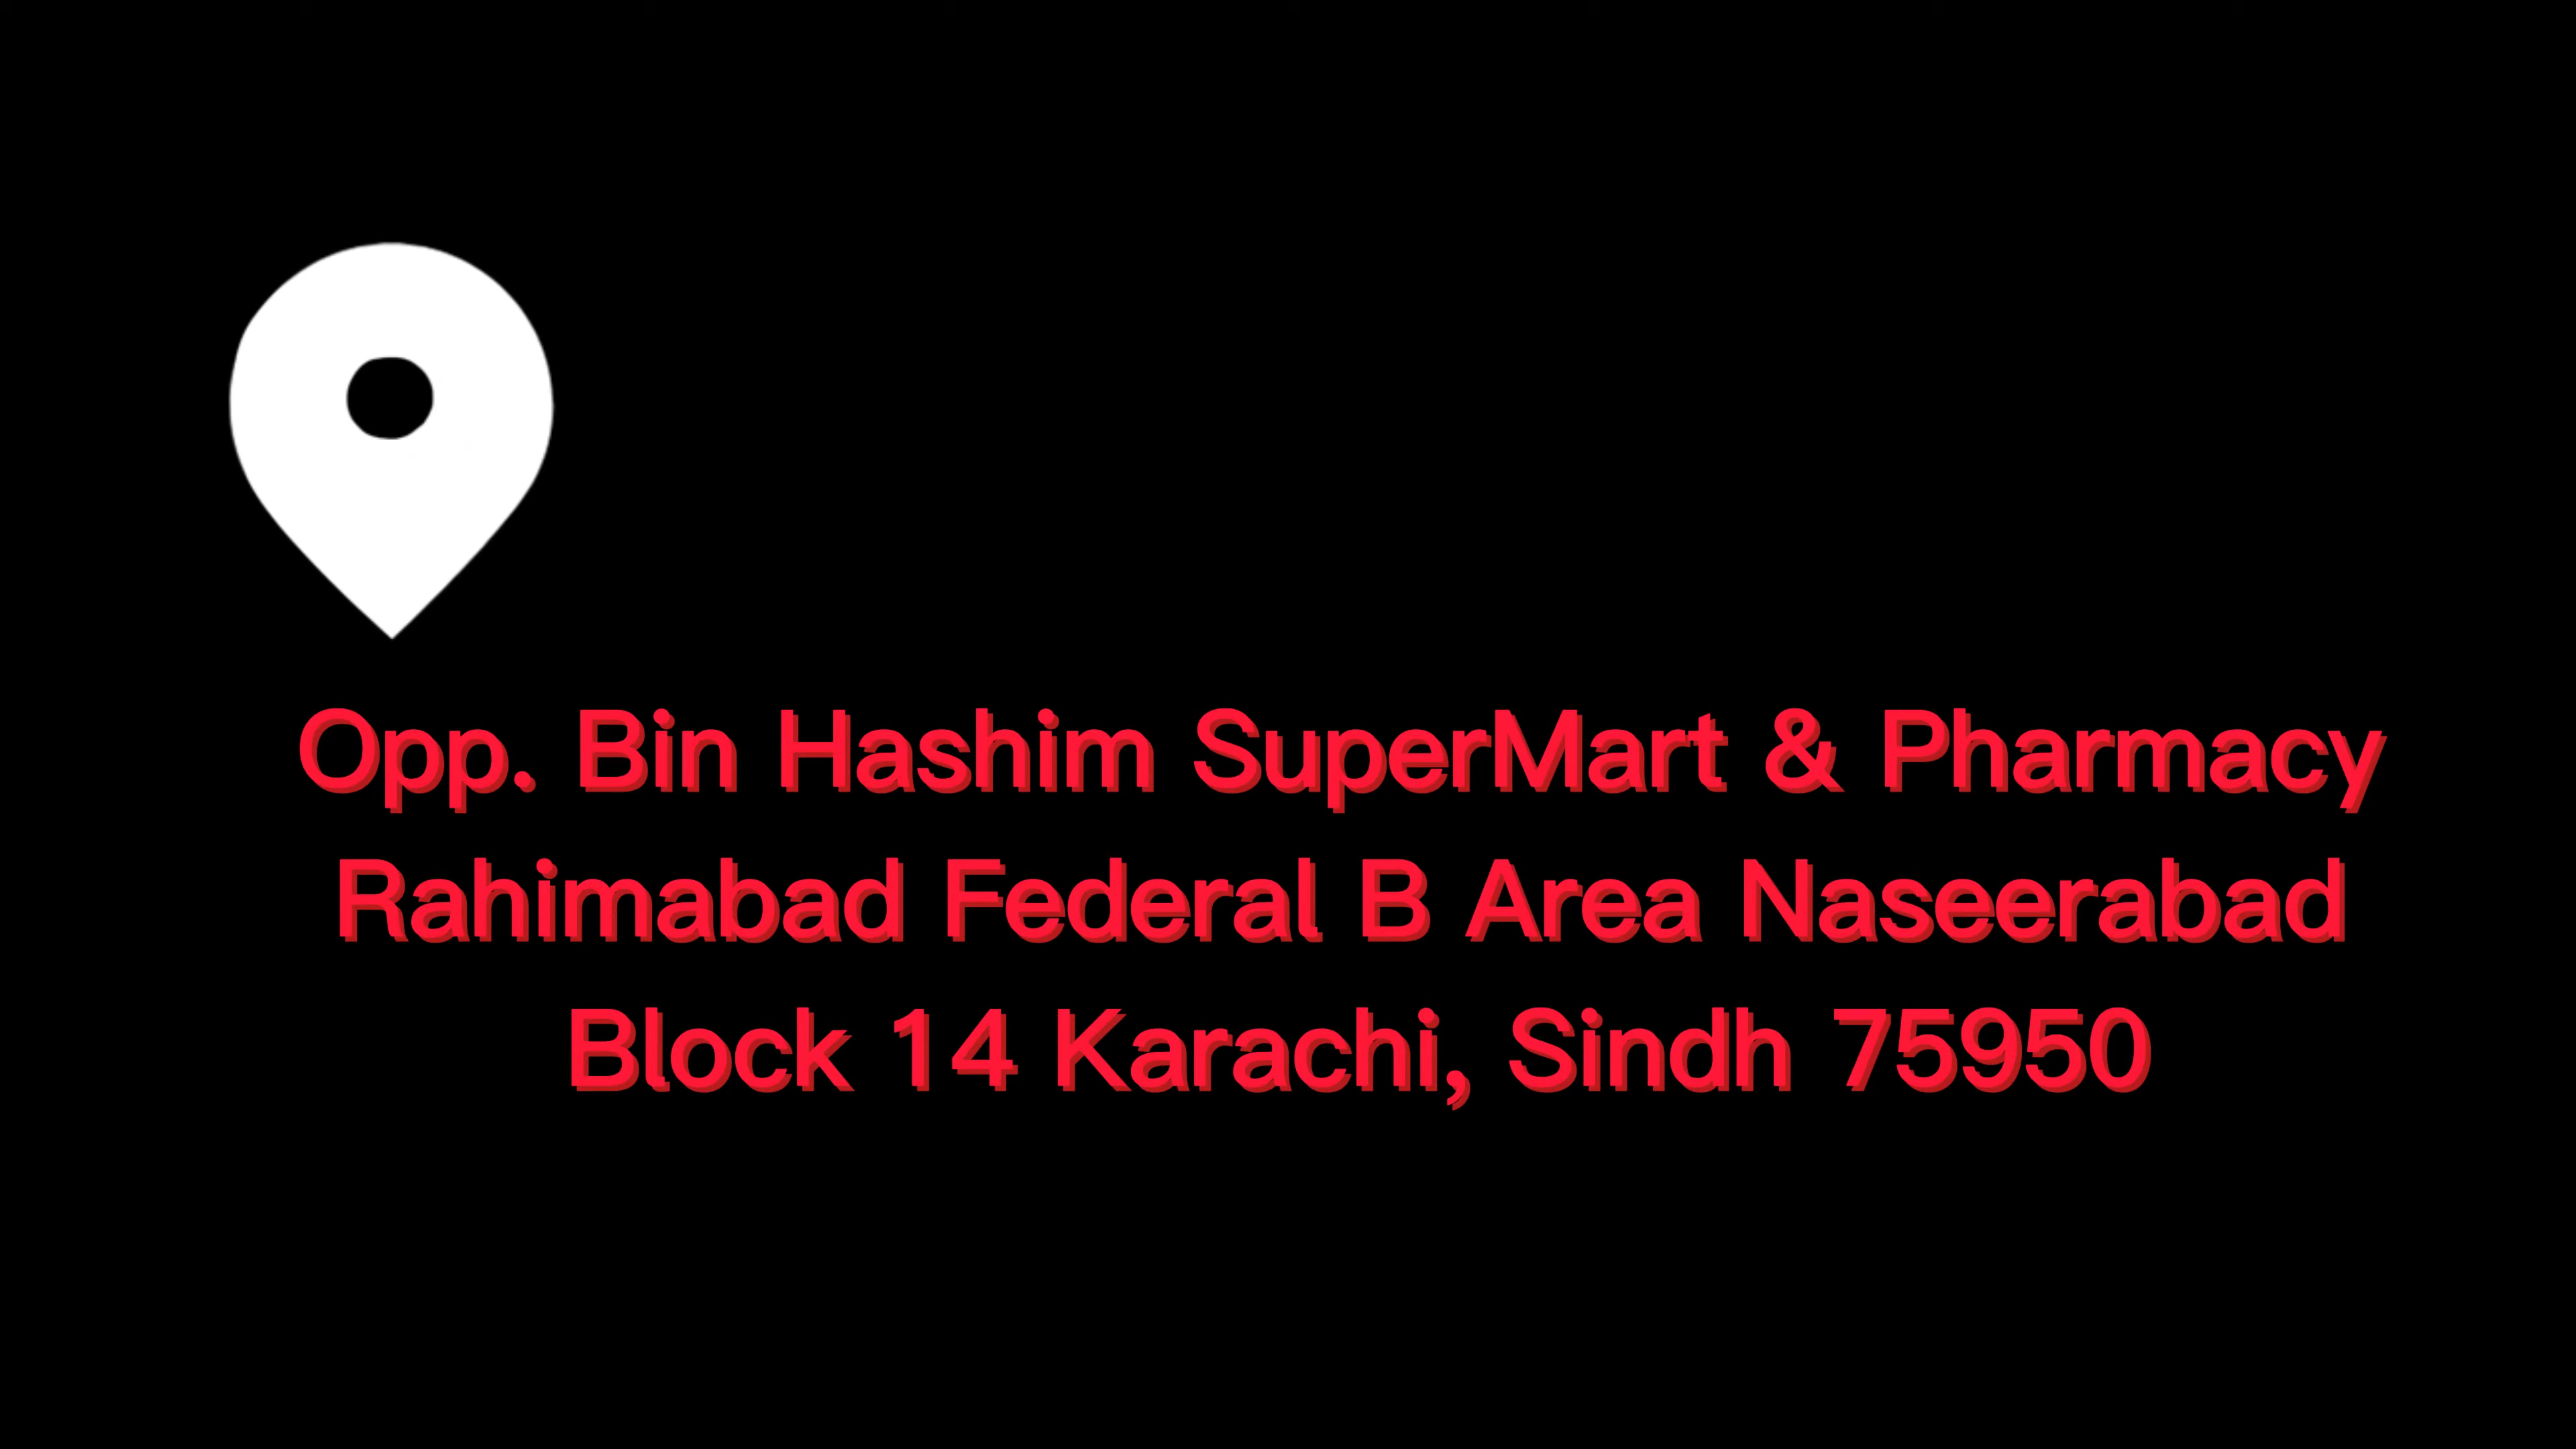 Opp. Bin Hashim SuperMart & Pharmacy
Rahimabad Federal B Area Naseerabad
Block 14 Karachi, Sindh 75950